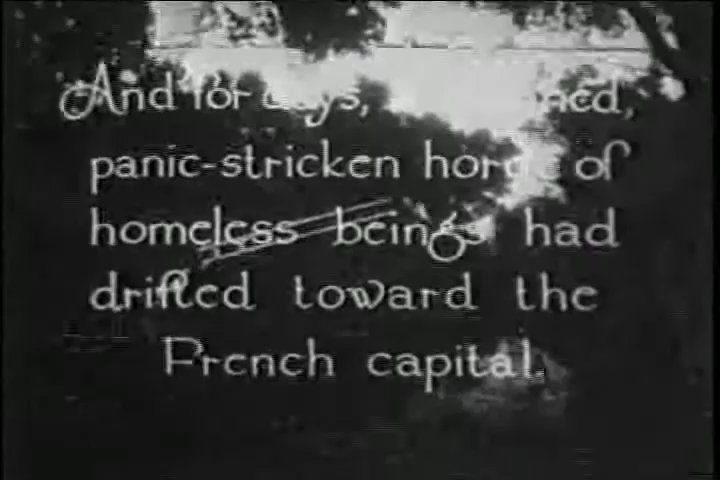 And for days,
panic-stricken horde of
homeless beings had
drifted toward the
French capital.